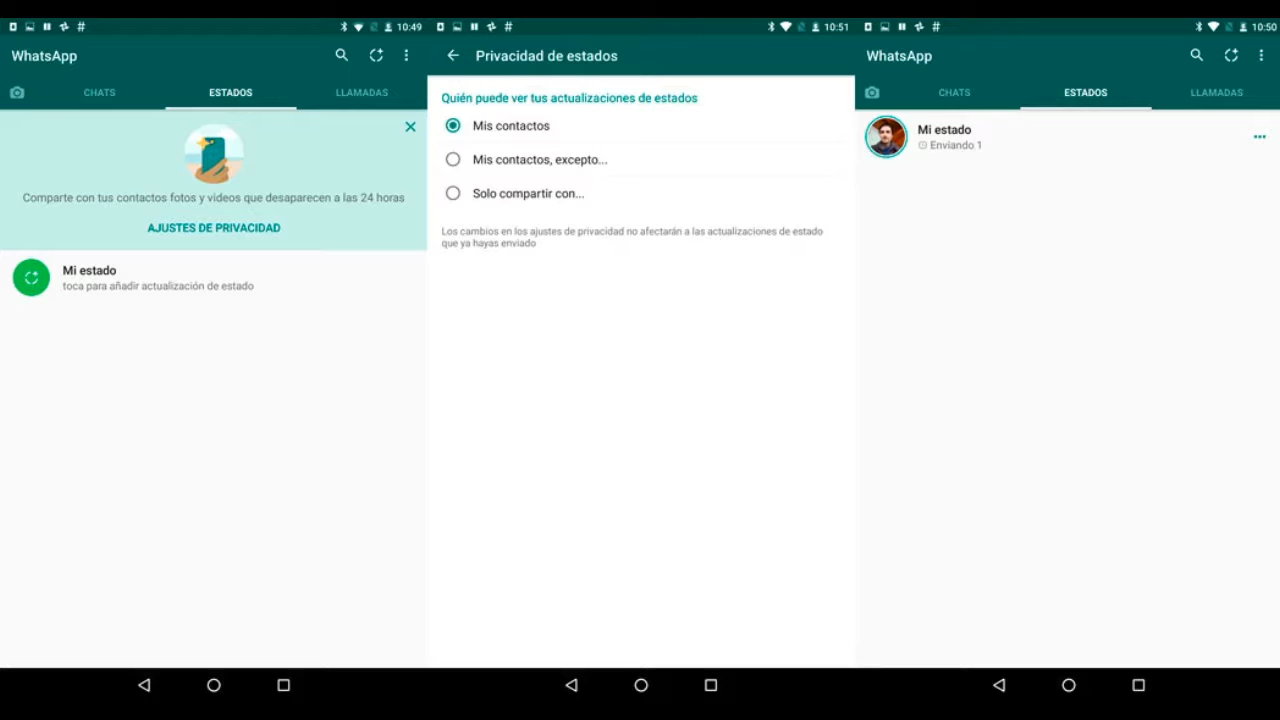 10:49
WhatsApp
CHATS
ESTADOS
LLAMADAS
Comparte con tus contactos fotos y videos que desaparecen a las 24 horas
AJUSTES DE PRIVACIDAD
Mi estado
toca para añadir actualización de estado
10:51
Privacidad de estados
Quién puede ver tus actualizaciones de estados
Mis contactos
Mis contactos, excepto...
Solo compartir con...
Los cambios en los ajustes de privacidad no afectarán a las actualizaciones de estado
que ya hayas enviado
10:50
WhatsApp
CHATS
ESTADOS
LLAMADAS
Mi estado
Enviando 1